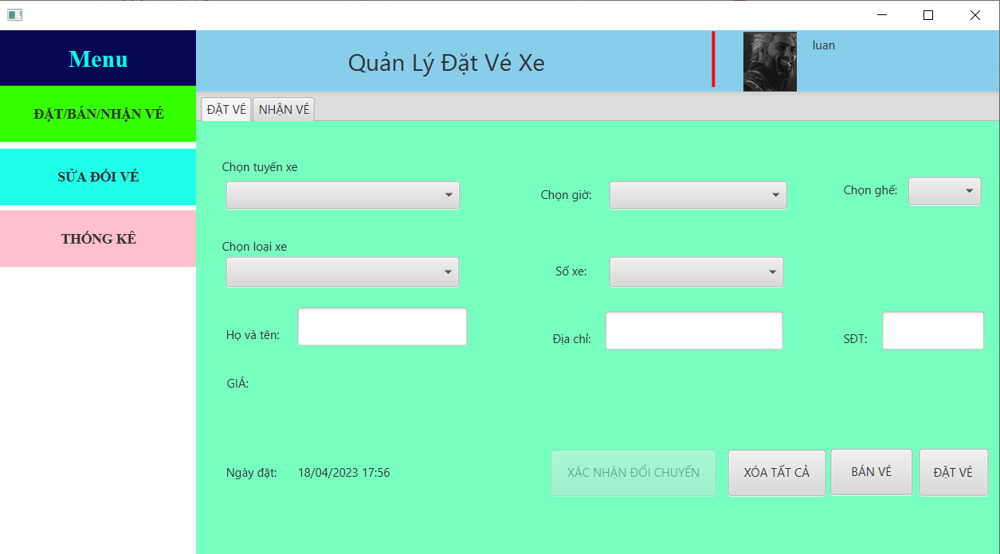 Menu
Quản Lý Đặt Vé Xe
luan
ĐẶT/BÁN/NHẬN VÉ
SỬA ĐỔI VÉ
THỐNG KÊ
ĐẶT VÉ
NHẬN VÉ
Chọn tuyến xe
Chọn giờ:
Chọn ghế:
Chọn loại xe
Số xe:
Họ và tên:
Địa chỉ:
SĐT:
GIÁ:
Ngày đặt:
18/04/2023 17:56
XÁC NHẬN ĐỔI CHUYẾN
XÓA TẤT CẢ
BÁN VÉ
ĐẶT VÉ